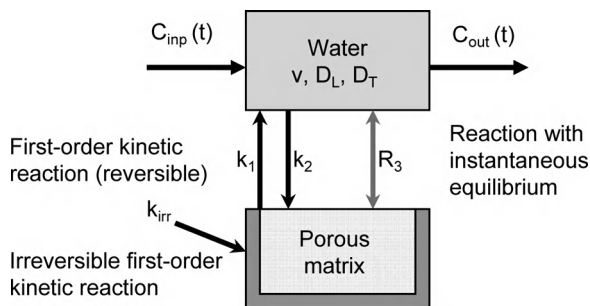 C_inp (t)
Water
v, D_L, D_T
C_out (t)
First-order kinetic
reaction (reversible)
k_1
k_2
R_3
Reaction with
instantaneous
equilibrium
k_irr
Irreversible first-order
kinetic reaction
Porous
matrix